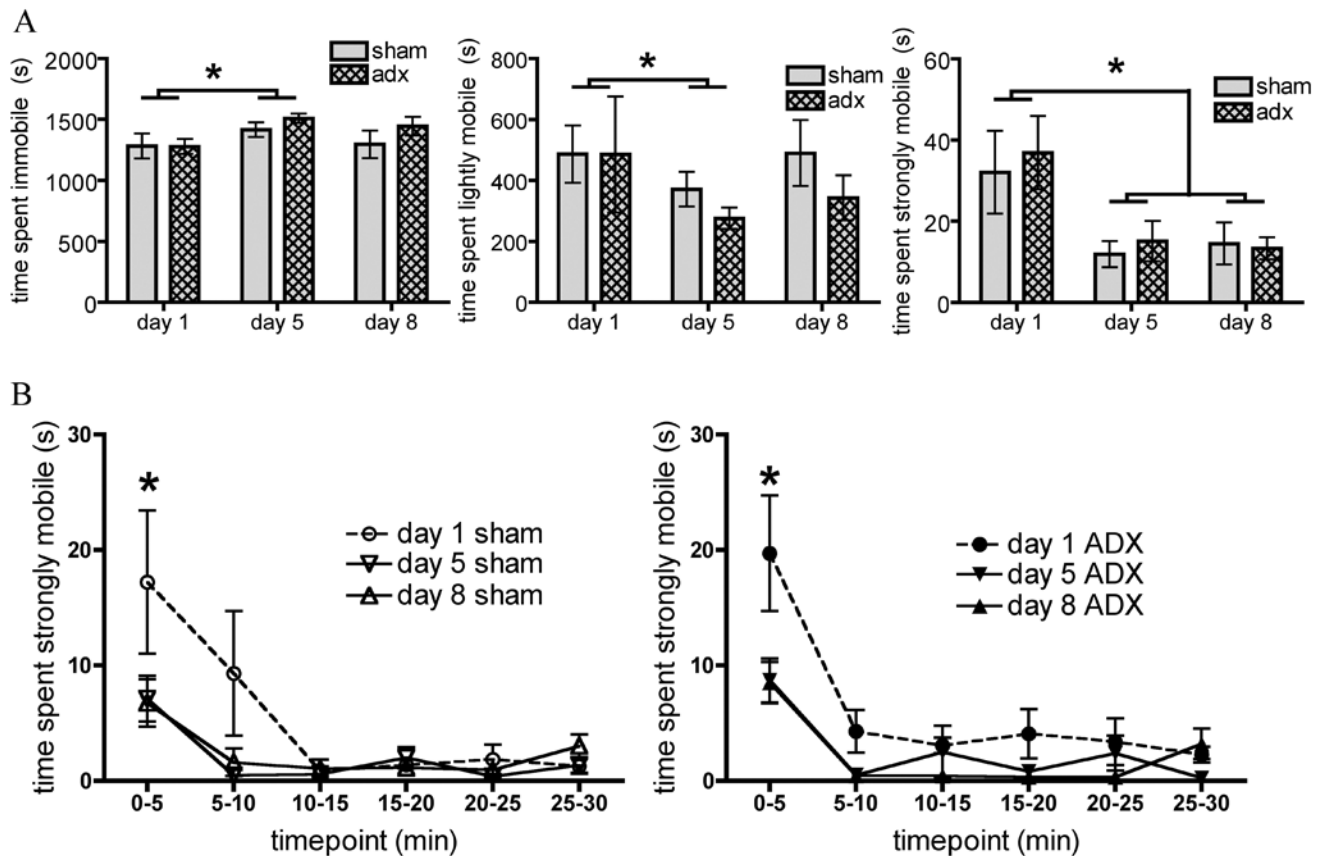 A
time spent immobile (s)
2000
1500
1000
500
0
*
sham
adx
day 1 day 5 day 8
time spent lightly mobile (s)
800
600
400
200
0
*
sham
adx
day 1 day 5 day 8
time spent strongly mobile (s)
60
40
20
0
*
sham
adx
day 1 day 5 day 8
B
time spent strongly mobile (s)
30
20
10
0
*
day 1 sham
day 5 sham
day 8 sham
0-5 5-10 10-15 15-20 20-25 25-30
timepoint (min)
time spent strongly mobile (s)
30
20
10
0
*
day 1 ADX
day 5 ADX
day 8 ADX
0-5 5-10 10-15 15-20 20-25 25-30
timepoint (min)